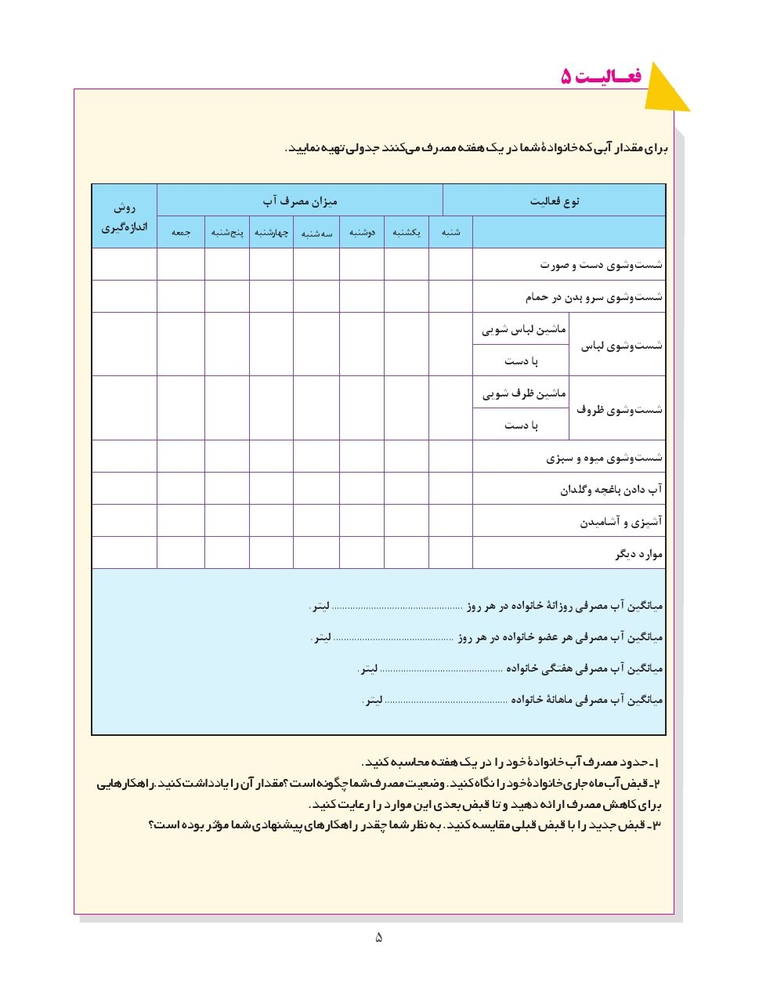 فعـــالیـــت ۵
برای مقدار آبی که خانوادهٔ شما در یک هفته مصرف می‌کنند جدولی تهیه نمایید.
نوع فعالیت میزان مصرف آب روش اندازه‌گیری
شنبه یکشنبه دوشنبه سه شنبه چهارشنبه پنج‌شنبه جمعه
شست‌وشوی دست و صورت
شست‌وشوی سرو بدن در حمام
شست‌وشوی لباس
ماشین لباس شویی
با دست
شست‌وشوی ظروف
ماشین ظرف شویی
با دست
شست‌وشوی میوه و سبزی
آب دادن باغچه وگلدان
آشپزی و آشامیدن
موارد دیگر
میانگین آب مصرفی روزانهٔ خانواده در هر روز .................................................. لیتر.
میانگین آب مصرفی هر عضو خانواده در هر روز .............................................. لیتر.
میانگین آب مصرفی هفتگی خانواده ............................................... لیتر.
میانگین آب مصرفی ماهانهٔ خانواده ............................................... لیتر.
۱ـ حدود مصرف آب خانوادهٔ خود را در یک هفته محاسبه کنید.
۲ـ قبض آب ماه جاری خانوادهٔ خود را نگاه کنید. وضعیت مصرف شما چگونه است؟ مقدار آن را یادداشت کنید. راهکارهایی
برای کاهش مصرف ارائه دهید و تا قبض بعدی این موارد را رعایت کنید.
۳ـ قبض جدید را با قبض قبلی مقایسه کنید. به نظر شما چقدر راهکارهای پیشنهادی شما مؤثر بوده است؟
۵